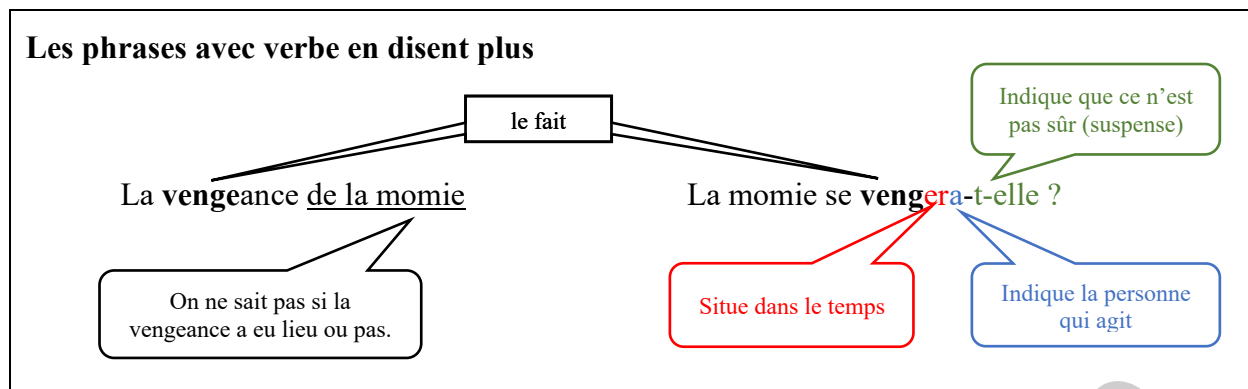 Les phrases avec verbe en disent plus
Indique que ce n’est
pas sûr (suspense)
le fait
La vengeance de la momie
La momie se vengera-t-elle ?
On ne sait pas si la
vengeance a eu lieu ou pas.
Situe dans le temps
Indique la personne
qui agit